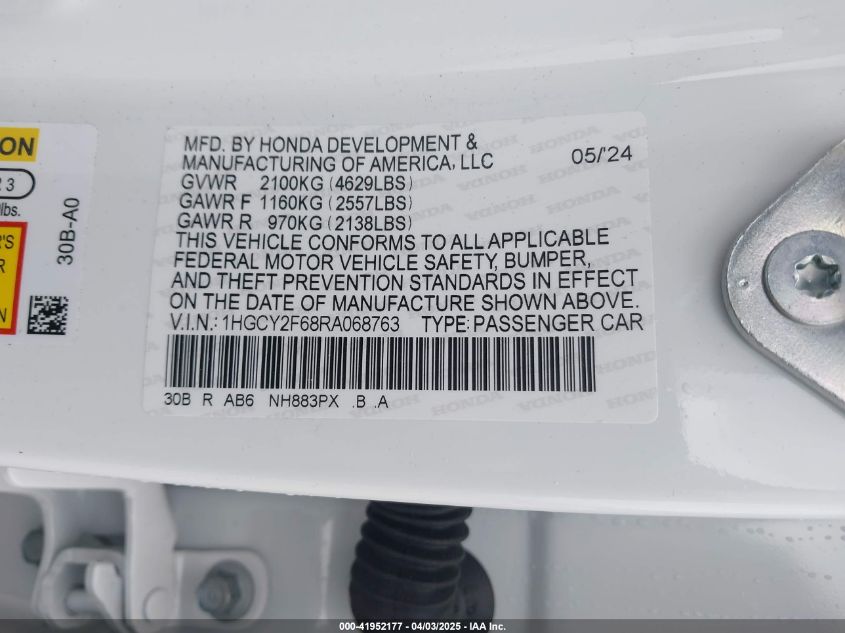 ON
R 3
lbs.
R'S
R
N
30B-A0
MFD. BY HONDA DEVELOPMENT &
MANUFACTURING OF AMERICA, LLC 05/'24
GVWR 2100KG (4629LBS)
GAWR F 1160KG (2557LBS)
GAWR R 970KG (2138LBS)
THIS VEHICLE CONFORMS TO ALL APPLICABLE
FEDERAL MOTOR VEHICLE SAFETY, BUMPER,
AND THEFT PREVENTION STANDARDS IN EFFECT
ON THE DATE OF MANUFACTURE SHOWN ABOVE.
V.I.N.: 1HGCY2F68RA068763 TYPE: PASSENGER CAR
30B R AB6 NH883PX .B .A
000-41952177 - 04/03/2025 - IAA Inc.